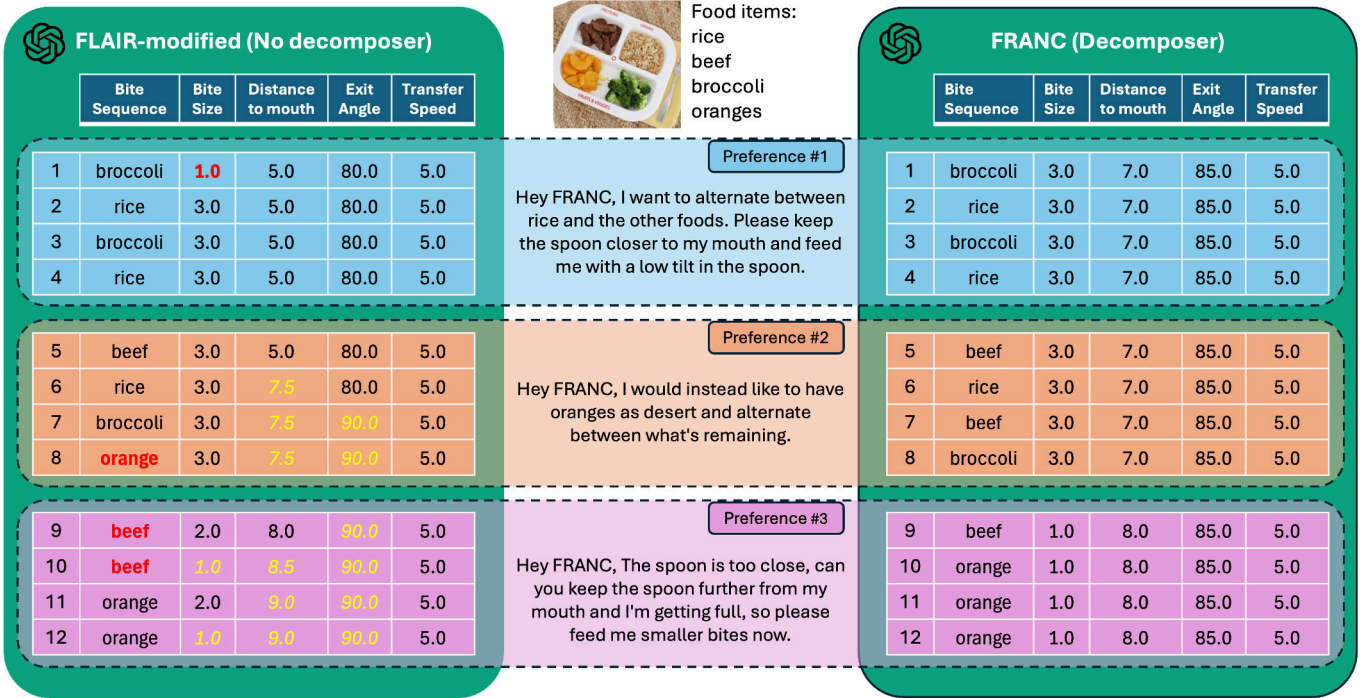 FLAIR-modified (No decomposer)
Bite Sequence Bite Size Distance to mouth Exit Angle Transfer Speed
1 broccoli 1.0 5.0 80.0 5.0
2 rice 3.0 5.0 80.0 5.0
3 broccoli 3.0 5.0 80.0 5.0
4 rice 3.0 5.0 80.0 5.0
5 beef 3.0 5.0 80.0 5.0
6 rice 3.0 7.5 80.0 5.0
7 broccoli 3.0 7.5 90.0 5.0
8 orange 3.0 7.5 90.0 5.0
9 beef 2.0 8.0 90.0 5.0
10 beef 1.0 8.5 90.0 5.0
11 orange 2.0 9.0 90.0 5.0
12 orange 1.0 9.0 90.0 5.0
Food items:
rice
beef
broccoli
oranges
Preference #1
Hey FRANC, I want to alternate between
rice and the other foods. Please keep
the spoon closer to my mouth and feed
me with a low tilt in the spoon.
Preference #2
Hey FRANC, I would instead like to have
oranges as desert and alternate
between what's remaining.
Preference #3
Hey FRANC, The spoon is too close, can
you keep the spoon further from my
mouth and I'm getting full, so please
feed me smaller bites now.
FRANC (Decomposer)
Bite Sequence Bite Size Distance to mouth Exit Angle Transfer Speed
1 broccoli 3.0 7.0 85.0 5.0
2 rice 3.0 7.0 85.0 5.0
3 broccoli 3.0 7.0 85.0 5.0
4 rice 3.0 7.0 85.0 5.0
5 beef 3.0 7.0 85.0 5.0
6 rice 3.0 7.0 85.0 5.0
7 beef 3.0 7.0 85.0 5.0
8 broccoli 3.0 7.0 85.0 5.0
9 beef 1.0 8.0 85.0 5.0
10 orange 1.0 8.0 85.0 5.0
11 orange 1.0 8.0 85.0 5.0
12 orange 1.0 8.0 85.0 5.0